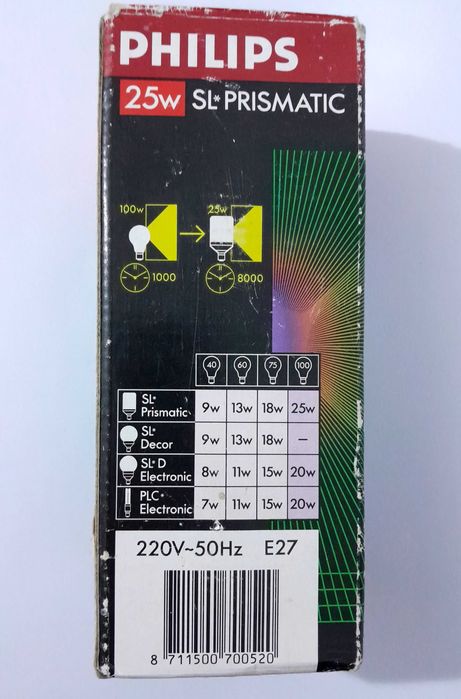 PHILIPS
25w SL* PRISMATIC
100w 25w
1000 8000
40 60 75 100
SL* Prismatic 9w 13w 18w 25w
SL* Decor 9w 13w 18w –
SL* D Electronic 8w 11w 15w 20w
PLC* Electronic 7w 11w 15w 20w
220V~50Hz E27
8 711500 700520